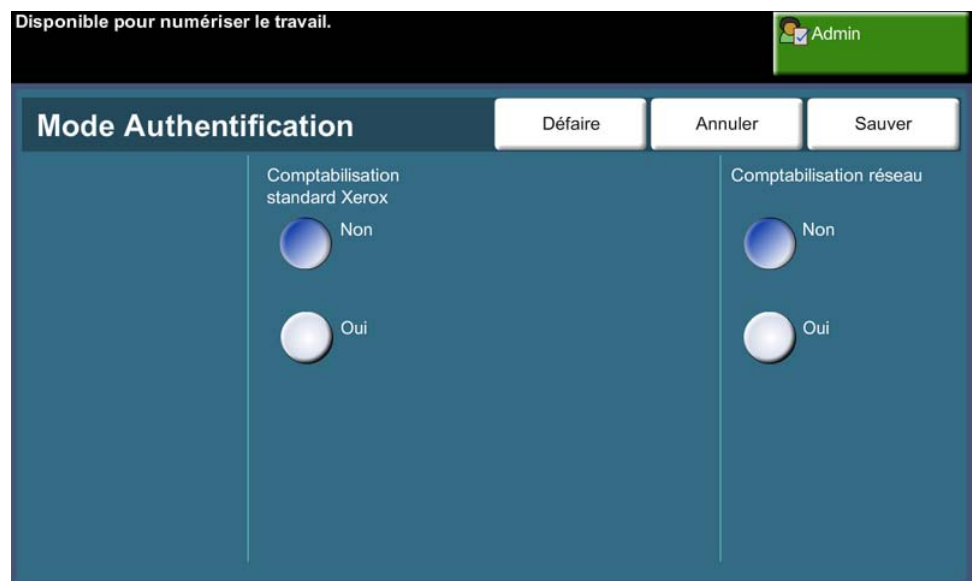 Disponible pour numériser le travail.
Admin
Mode Authentification
Défaire
Annuler
Sauver
Comptabilisation
standard Xerox
Non
Oui
Comptabilisation réseau
Non
Oui